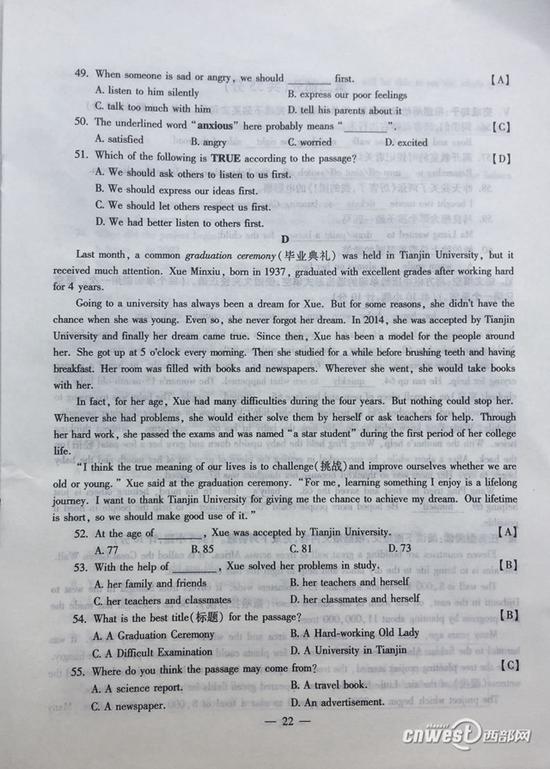 49. When someone is sad or angry, we should ________ first. 【A】
A. listen to him silently B. express our poor feelings
C. talk too much with him D. tell his parents about it
50. The underlined word "anxious" here probably means "________". 【C】
A. satisfied B. angry C. worried D. excited
51. Which of the following is TRUE according to the passage? 【D】
A. We should ask others to listen to us first.
B. We should express our ideas first.
C. We should let others respect us first.
D. We had better listen to others first.
D
Last month, a common graduation ceremony(毕业典礼) was held in Tianjin University, but it
received much attention. Xue Minxiu, born in 1937, graduated with excellent grades after working hard
for 4 years.
Going to a university has always been a dream for Xue. But for some reasons, she didn't have the
chance when she was young. Even so, she never forgot her dream. In 2014, she was accepted by Tianjin
University and finally her dream came true. Since then, Xue has been a model for the people around
her. She got up at 5 o'clock every morning. Then she studied for a while before brushing teeth and having
breakfast. Her room was filled with books and newspapers. Wherever she went, she would take books
with her.
In fact, for her age, Xue had many difficulties during the four years. But nothing could stop her.
Whenever she had problems, she would either solve them by herself or ask teachers for help. Through
her hard work, she passed the exams and was named "a star student" during the first period of her college
life.
"I think the true meaning of our lives is to challenge(挑战)and improve ourselves whether we are
old or young." Xue said at the graduation ceremony. "For me, learning something I enjoy is a lifelong
journey. I want to thank Tianjin University for giving me the chance to achieve my dream. Our lifetime
is short, so we should make good use of it."
52. At the age of ________, Xue was accepted by Tianjin University. 【A】
A. 77 B. 85 C. 81 D. 73
53. With the help of ________, Xue solved her problems in study. 【B】
A. her family and friends B. her teachers and herself
C. her teachers and classmates D. her classmates and herself
54. What is the best title(标题) for the passage? 【B】
A. A Graduation Ceremony B. A Hard-working Old Lady
C. A Difficult Examination D. A University in Tianjin
55. Where do you think the passage may come from? 【C】
A. A science report. B. A travel book.
C. A newspaper. D. An advertisement.
— 22 —
cnwest西部网